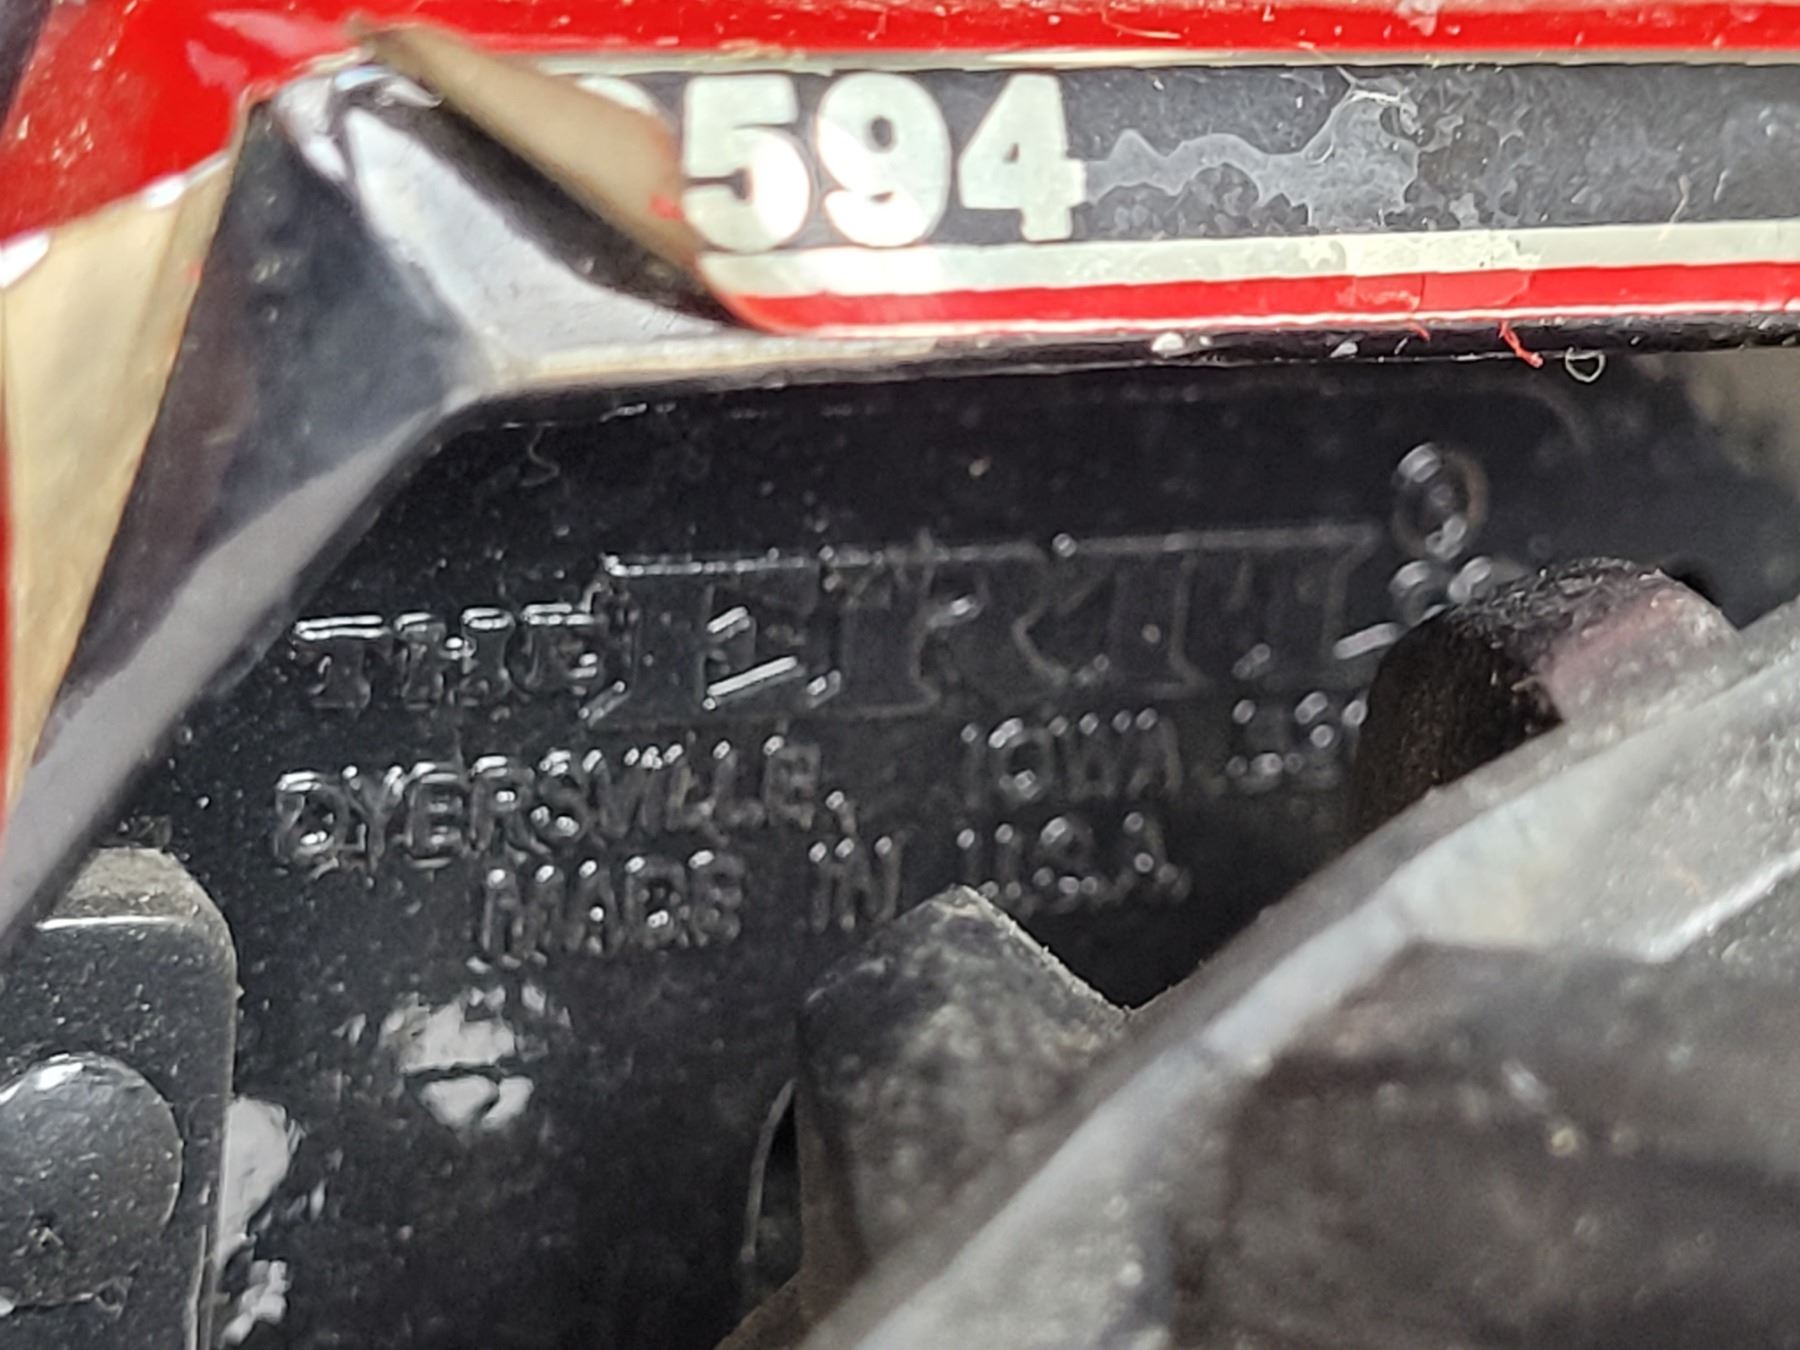 594
THE ERTL
DYERSVILLE, IOWA
MADE IN U.S.A.